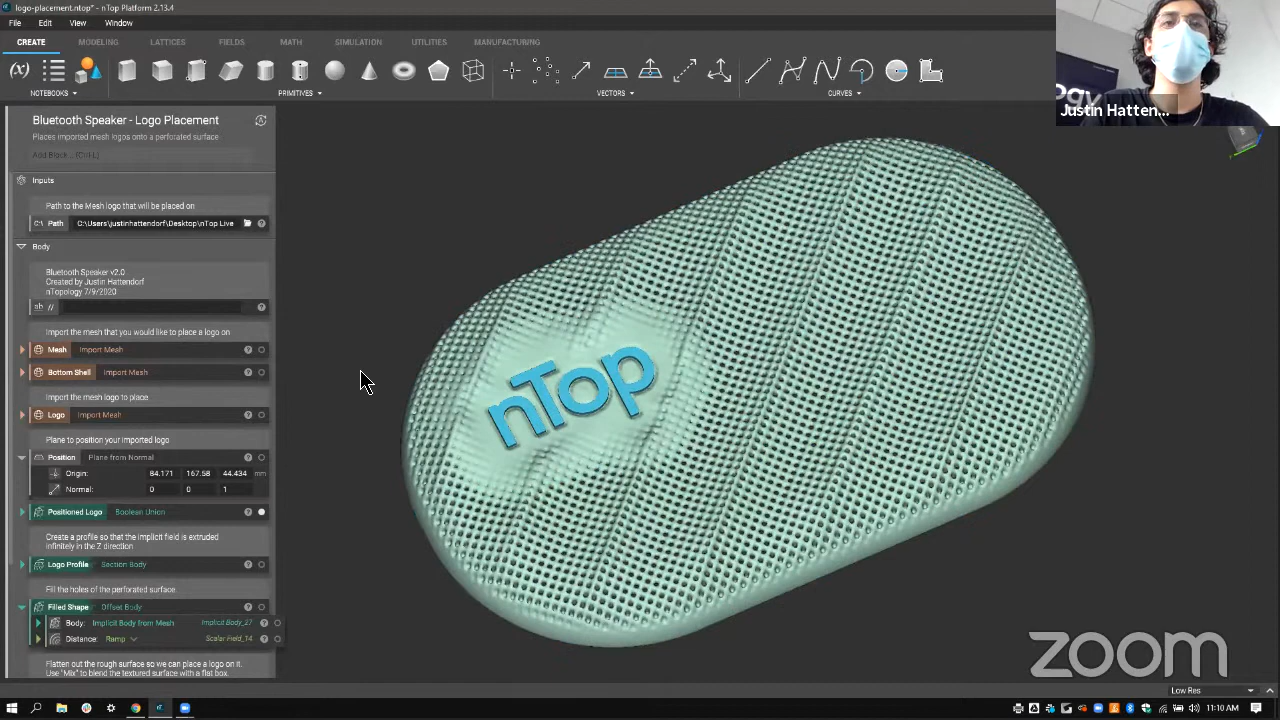 logo-placement.ntop* - nTop Platform 2.13.4
File Edit View Window
CREATE MODELING LATTICES FIELDS MATH SIMULATION UTILITIES MANUFACTURING
NOTEBOOKS PRIMITIVES VECTORS CURVES
Justin Hatten...
Bluetooth Speaker - Logo Placement
Places imported mesh logos onto a perforated surface
Add Block... (Ctrl-L)
Inputs
Path to the Mesh logo that will be placed on
Path C:\Users\justinhattendorf\Desktop\nTop Live
Body
Bluetooth Speaker v2.0
Created by Justin Hattendorf
nTopology 7/9/2020
Import the mesh that you would like to place a logo on
Mesh Import Mesh
Bottom Shell Import Mesh
Import the mesh logo to place
Logo Import Mesh
Plane to position your imported logo
Position Plane from Normal
Origin: 84.171 167.58 44.434 mm
Normal: 0 0 1
Positioned Logo Boolean Union
Create a profile so that the implicit field is extruded
infinitely in the Z direction
Logo Profile Section Body
Fill the holes of the perforated surface.
Filled Shape Offset Body
Body: Implicit Body from Mesh Implicit_Body_27
Distance: Ramp Scalar Field_14
Flatten out the rough surface so we can place a logo on it.
Use "Mix" to blend the textured surface with a flat box.
nTop
zoom
Low Res
11:10 AM